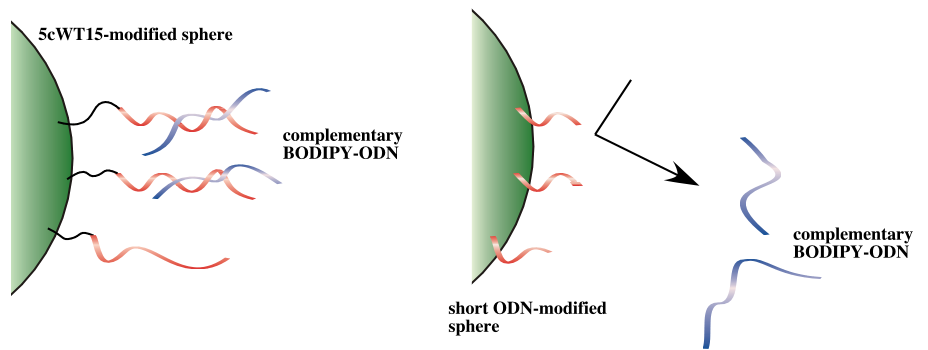 5cWT15-modified sphere
complementary
BODIPY-ODN
short ODN-modified
sphere
complementary
BODIPY-ODN